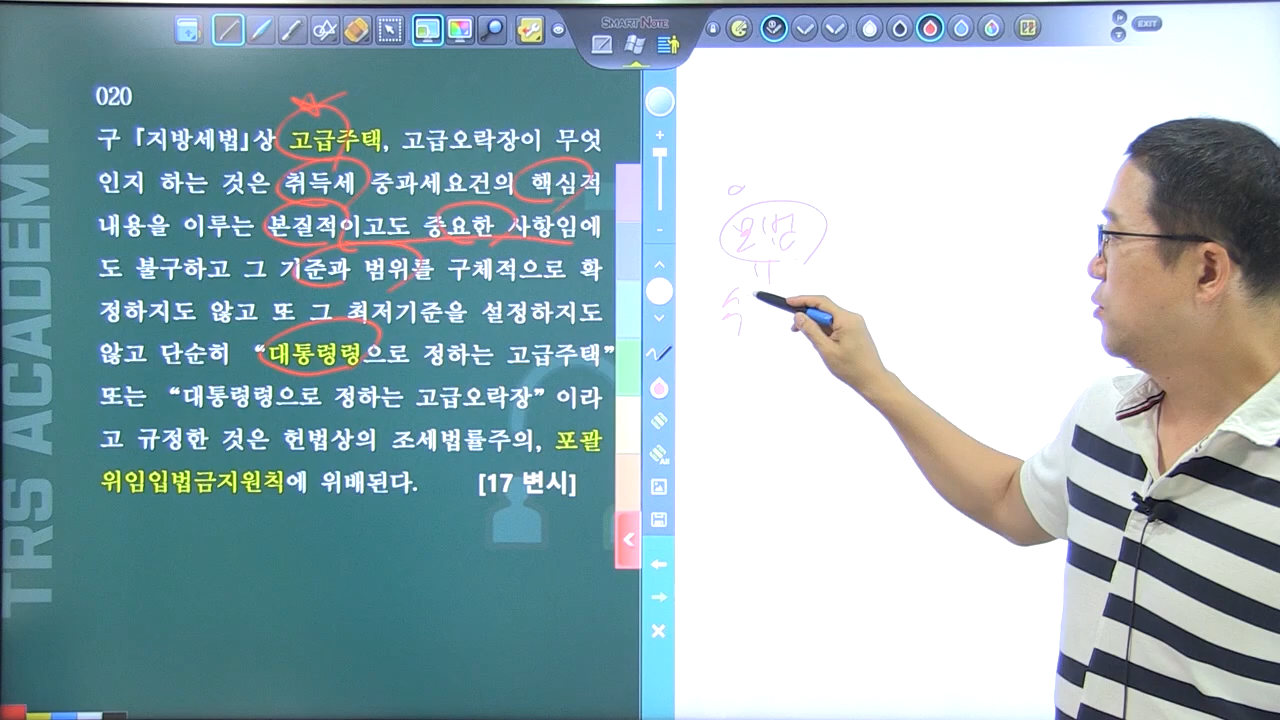 SMARTNOTE
EXIT
TRS ACADEMY
020
구 『지방세법』상 고급주택, 고급오락장이 무엇
인지 하는 것은 취득세 중과세요건의 핵심적
내용을 이루는 본질적이고도 중요한 사항임에
도 불구하고 그 기준과 범위를 구체적으로 확
정하지도 않고 또 그 최저기준을 설정하지도
않고 단순히 “대통령령으로 정하는 고급주택”
또는 “대통령령으로 정하는 고급오락장” 이라
고 규정한 것은 헌법상의 조세법률주의, 포괄
위임입법금지원칙에 위배된다. [17 변시]
모법